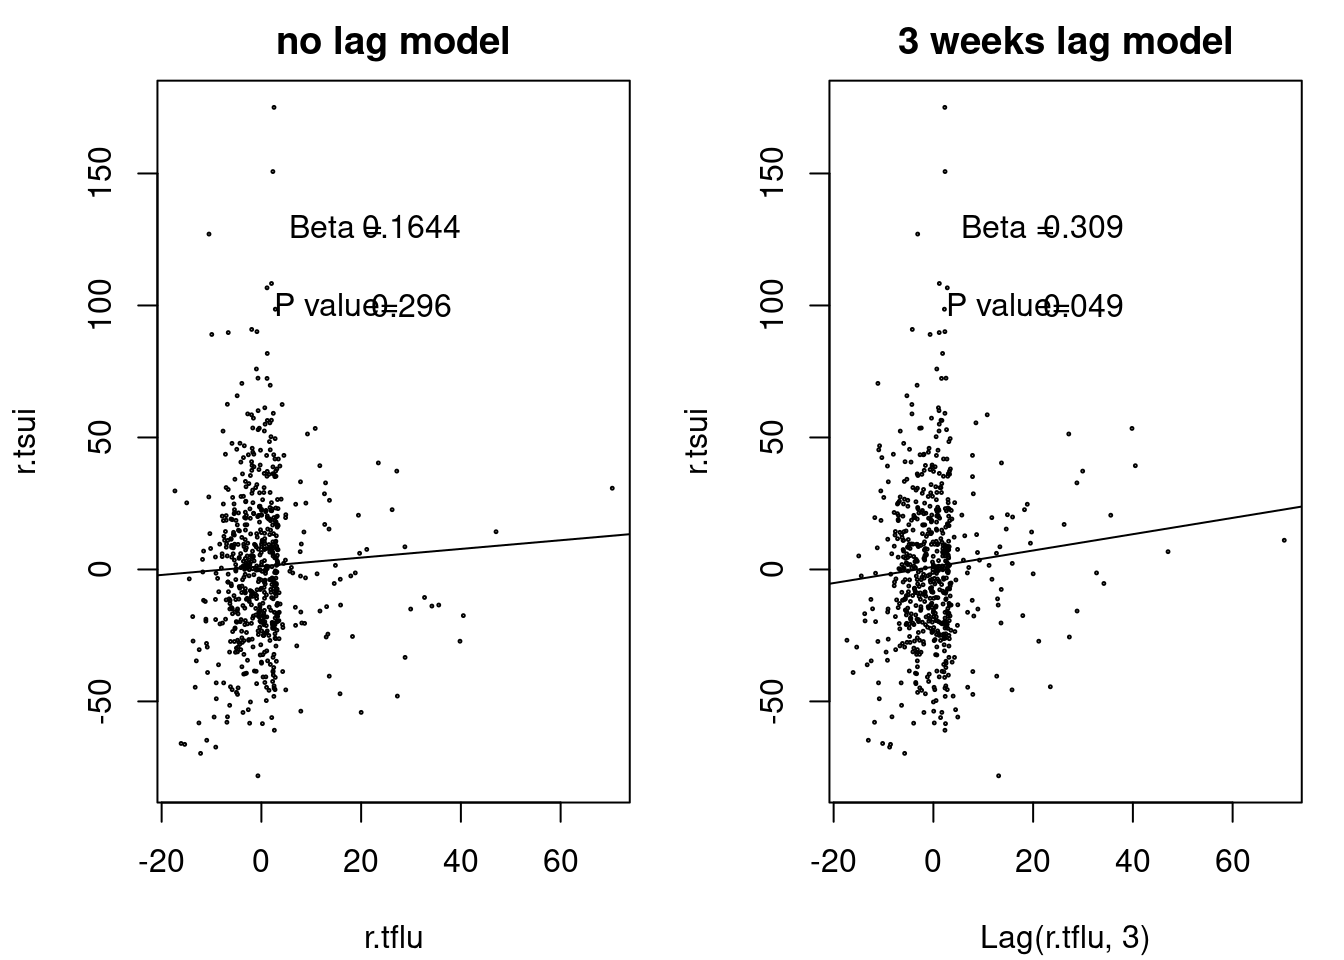 no lag model
r.tsui
150
100
50
0
-50
Beta = 0.1644
P value= 0.296
-20 0 20 40 60
r.tflu
3 weeks lag model
r.tsui
150
100
50
0
-50
Beta = 0.309
P value= 0.049
-20 0 20 40 60
Lag(r.tflu, 3)